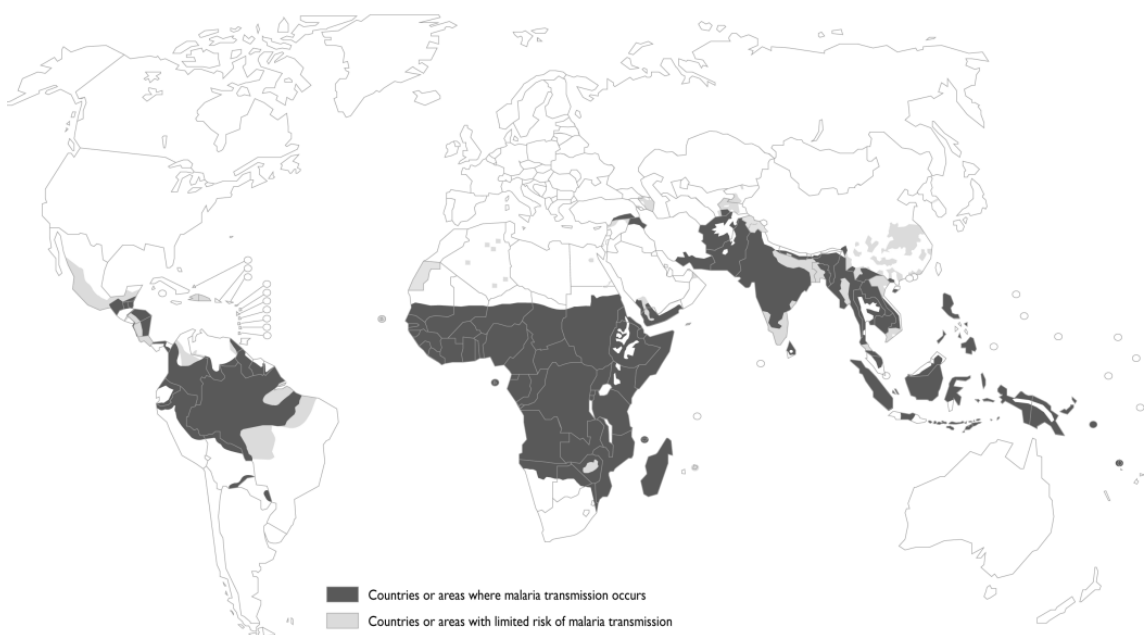 Countries or areas where malaria transmission occurs
Countries or areas with limited risk of malaria transmission